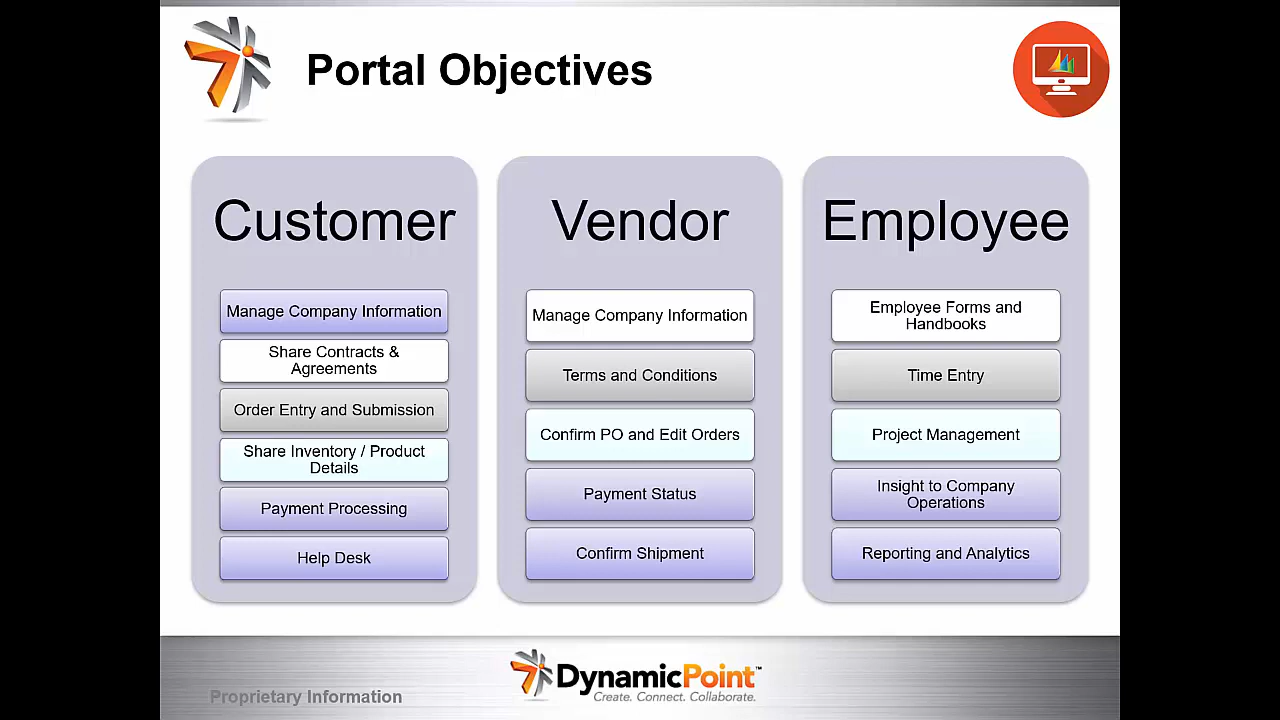 Portal Objectives
Customer
Manage Company Information
Share Contracts &
Agreements
Order Entry and Submission
Share Inventory / Product
Details
Payment Processing
Help Desk
Vendor
Manage Company Information
Terms and Conditions
Confirm PO and Edit Orders
Payment Status
Confirm Shipment
Employee
Employee Forms and
Handbooks
Time Entry
Project Management
Insight to Company
Operations
Reporting and Analytics
Proprietary Information
DynamicPoint™
Create. Connect. Collaborate.